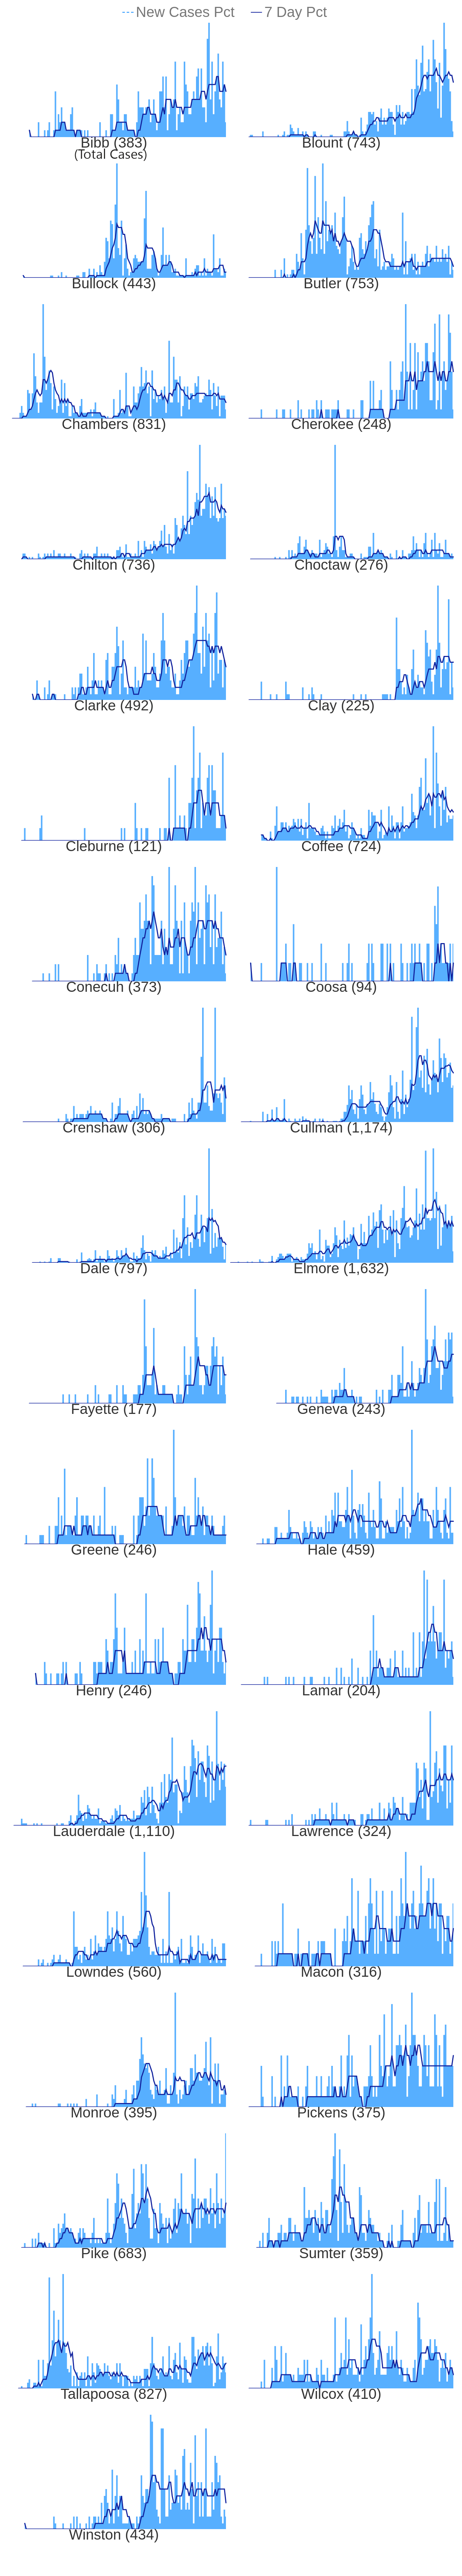 New Cases Pct 7 Day Pct
Bibb (383) Blount (743)
(Total Cases)
Bullock (443) Butler (753)
Chambers (831) Cherokee (248)
Chilton (736) Choctaw (276)
Clarke (492) Clay (225)
Cleburne (121) Coffee (724)
Conecuh (373) Coosa (94)
Crenshaw (306) Cullman (1,174)
Dale (797) Elmore (1,632)
Fayette (177) Geneva (243)
Greene (246) Hale (459)
Henry (246) Lamar (204)
Lauderdale (1,110) Lawrence (324)
Lowndes (560) Macon (316)
Monroe (395) Pickens (375)
Pike (683) Sumter (359)
Tallapoosa (827) Wilcox (410)
Winston (434)